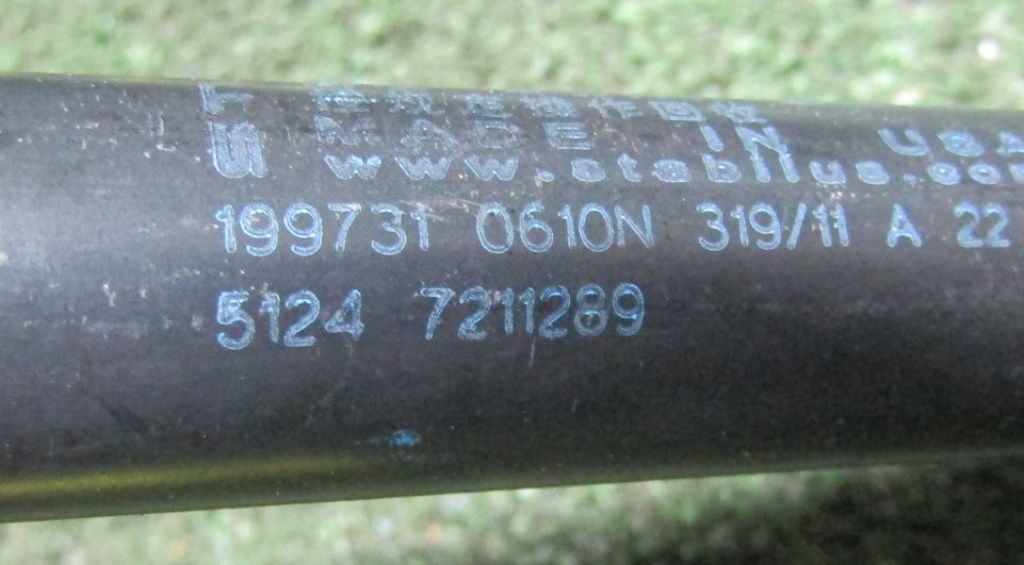 MADE IN USA
www.stabilus.com
199731 0610N 319/11 A 22
5124 7211289